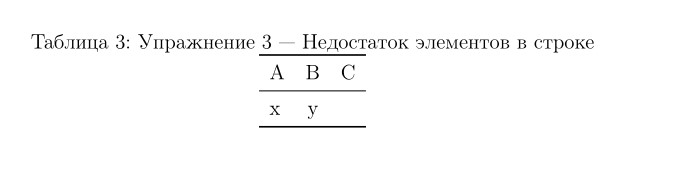 Таблица 3: Упражнение 3 — Недостаток элементов в строке
A B C
x y